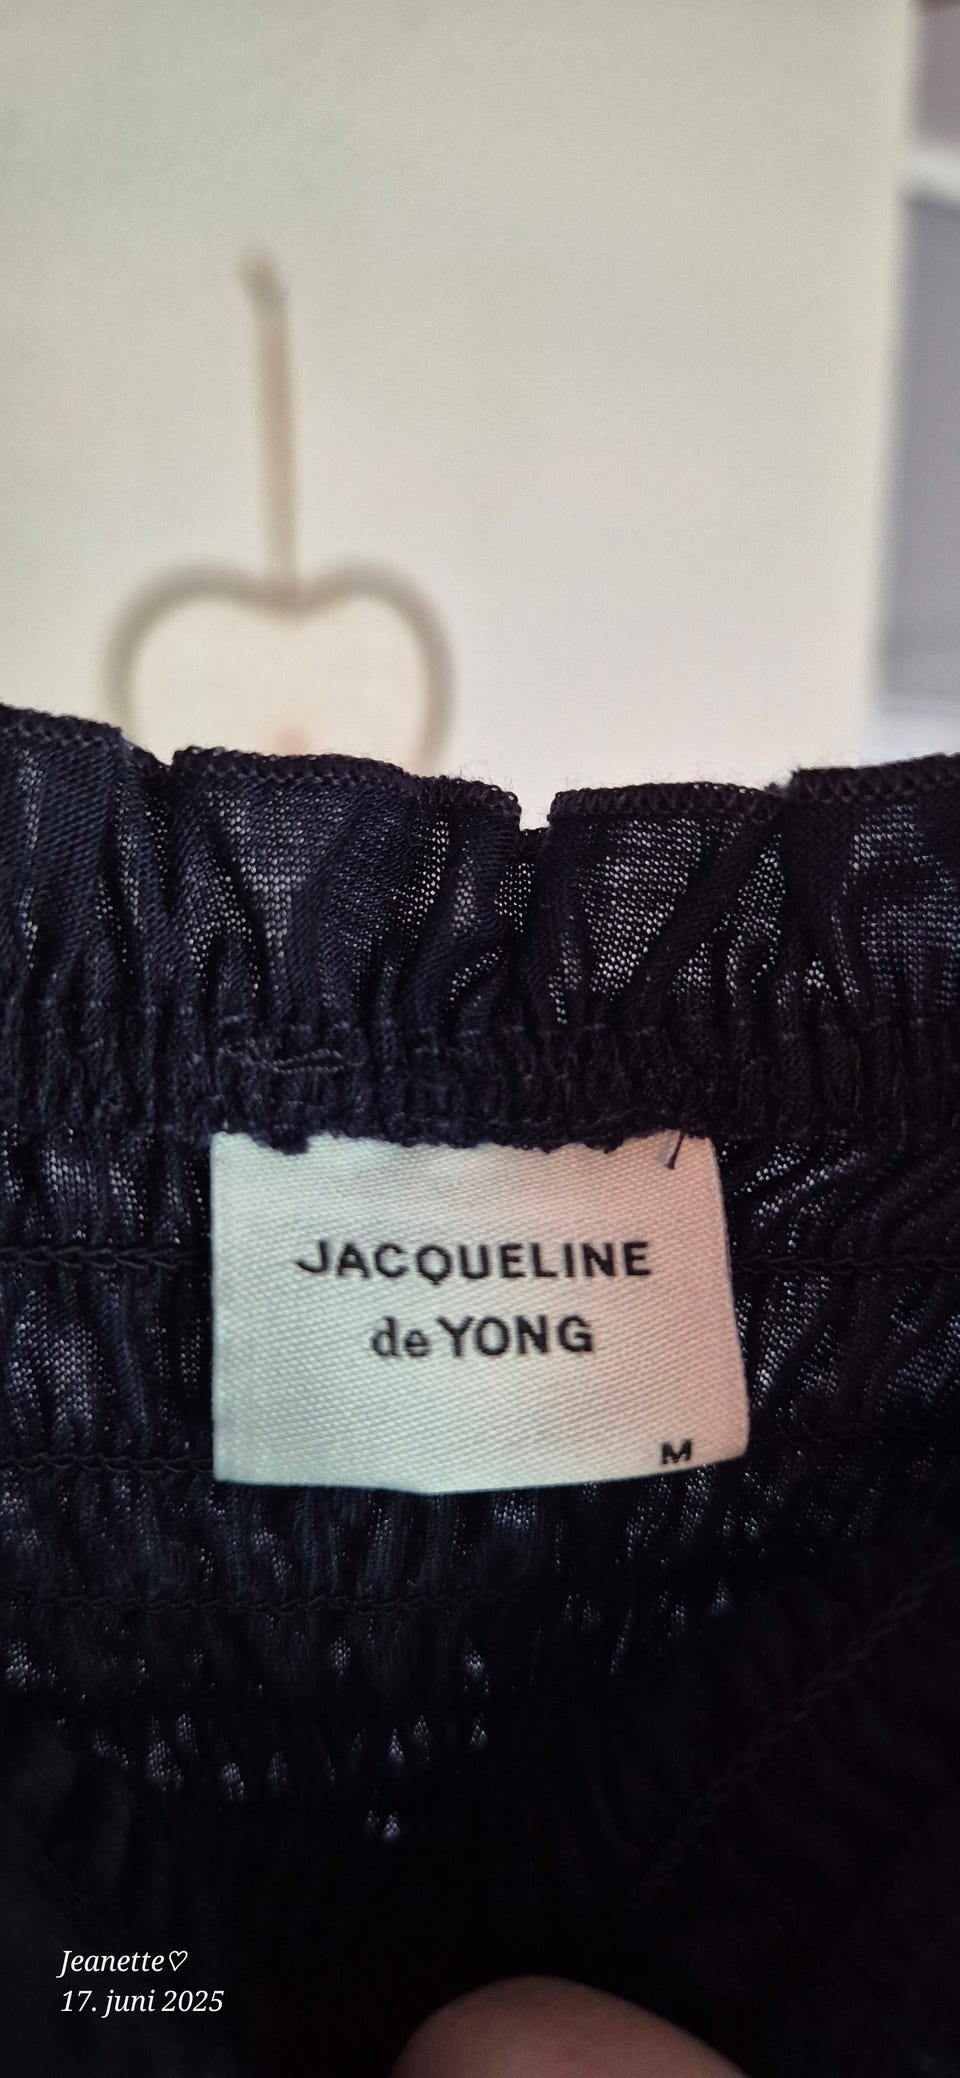 JACQUELINE
de YONG
M
Jeanette♡
17. juni 2025